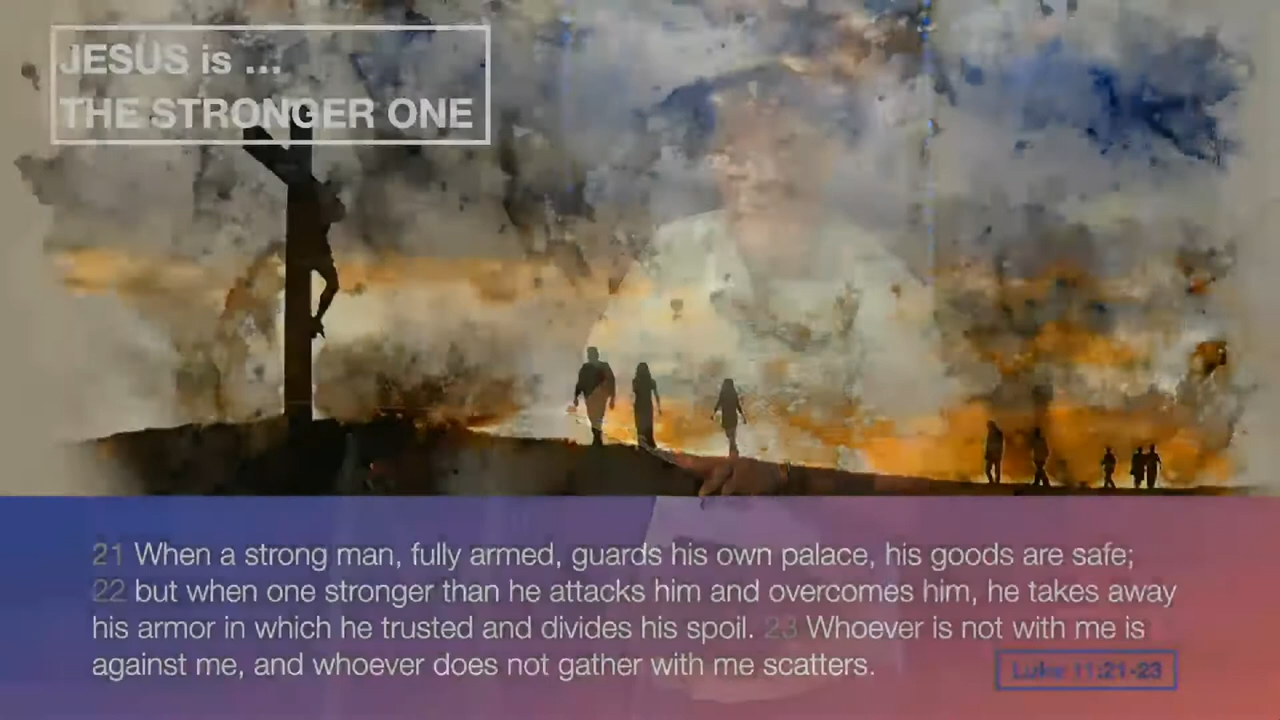 JESUS is ...
THE STRONGER ONE
21 When a strong man, fully armed, guards his own palace, his goods are safe;
22 but when one stronger than he attacks him and overcomes him, he takes away
his armor in which he trusted and divides his spoil. 23 Whoever is not with me is
against me, and whoever does not gather with me scatters.
Luke 11:21-23